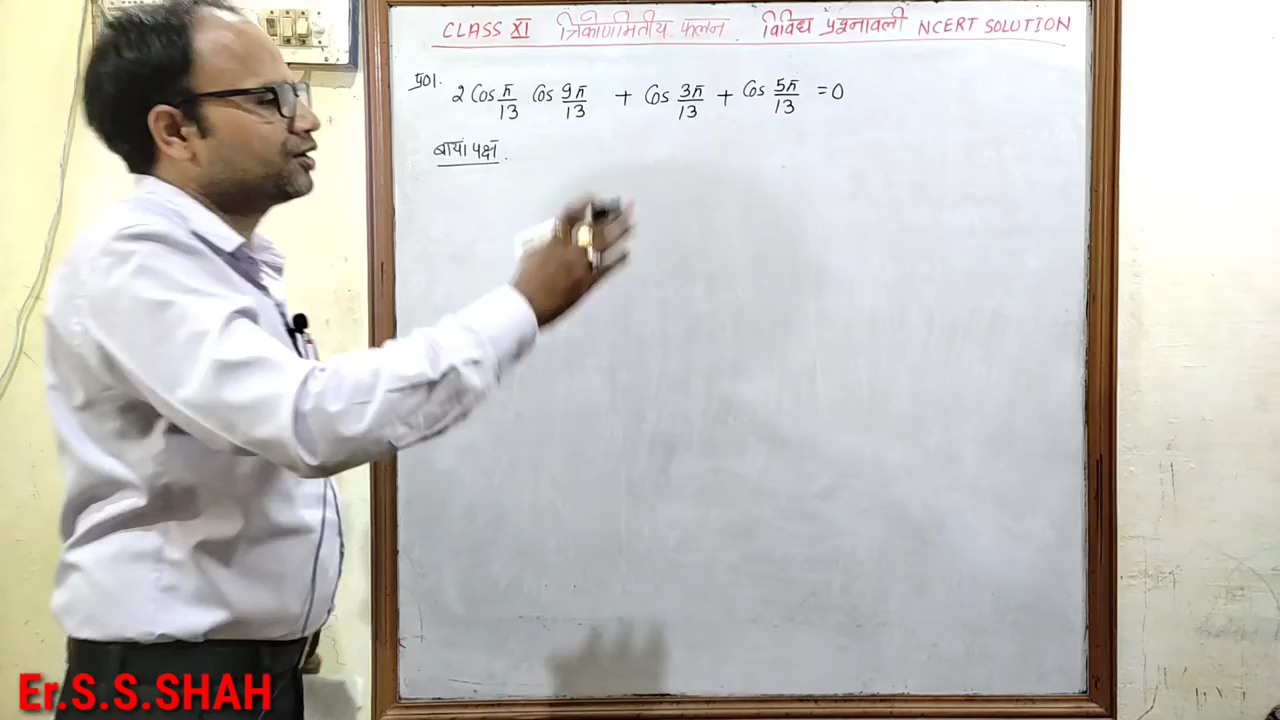 CLASS XI त्रिकोणमितीय फलन. विविध प्रश्नावली NCERT SOLUTION
प्र01. 2 Cos π/13 Cos 9π/13 + Cos 3π/13 + Cos 5π/13 = 0
बायां पक्ष.
Er.S.S.SHAH